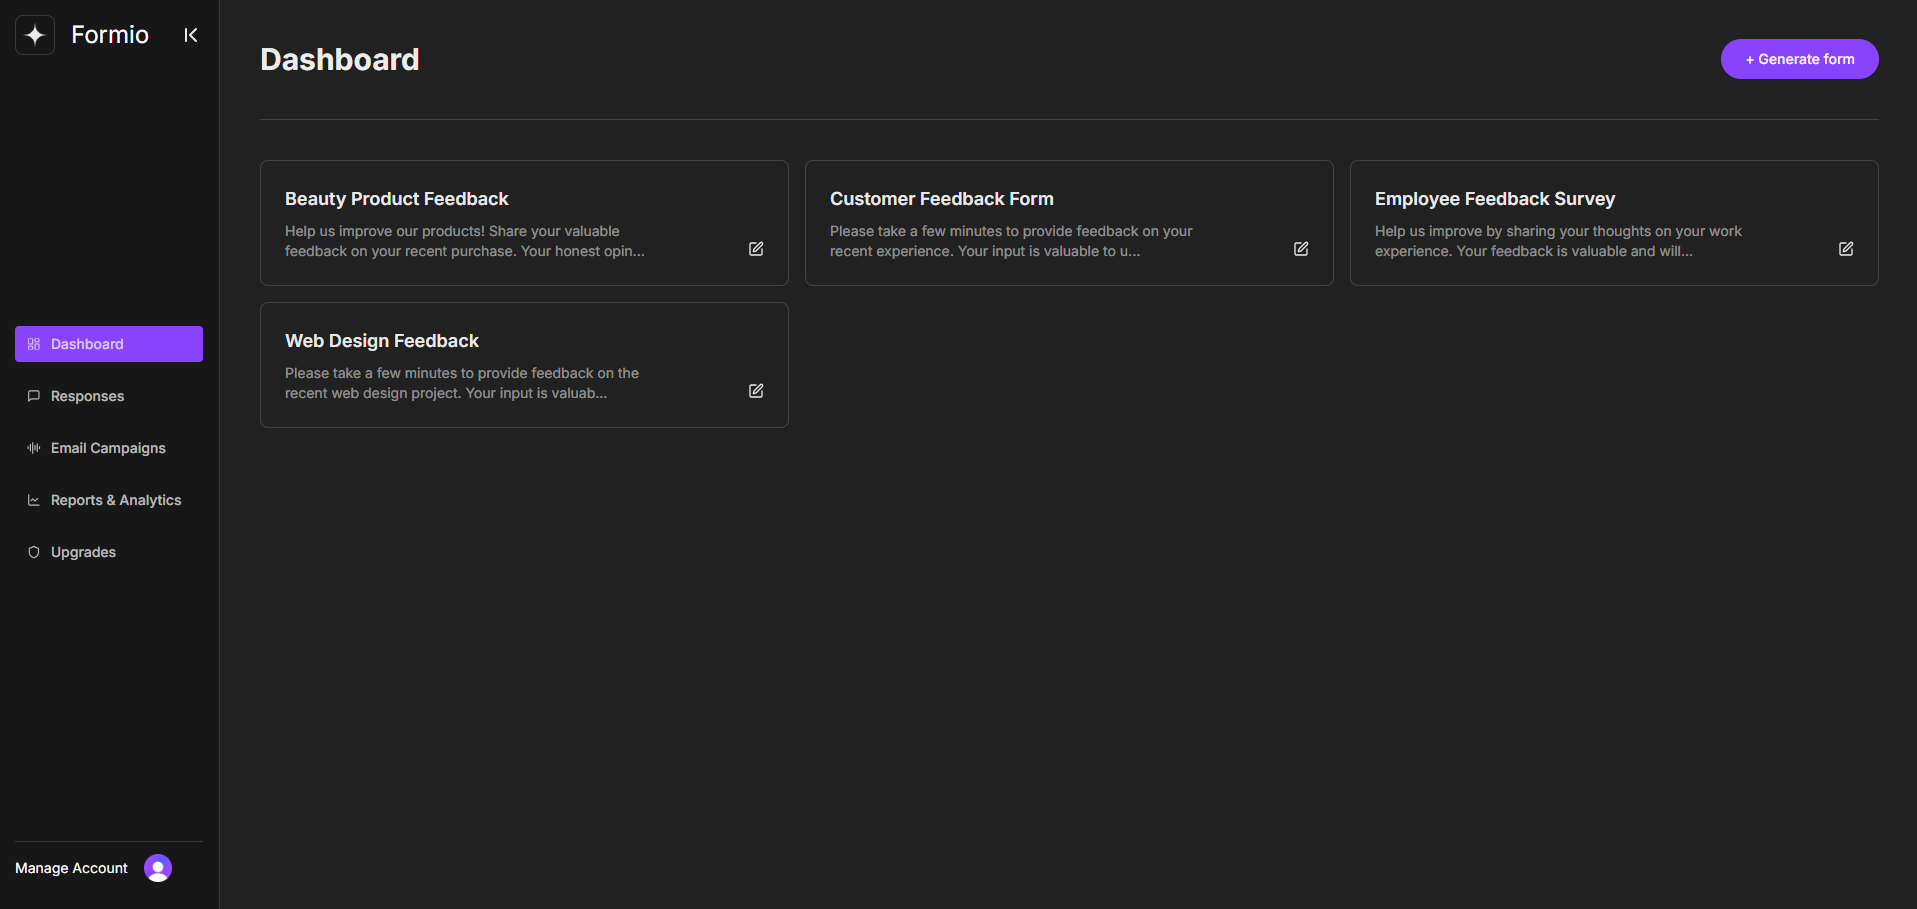 Formio
Dashboard
Responses
Email Campaigns
Reports & Analytics
Upgrades
Manage Account
Dashboard
+ Generate form
Beauty Product Feedback
Help us improve our products! Share your valuable
feedback on your recent purchase. Your honest opin...
Customer Feedback Form
Please take a few minutes to provide feedback on your
recent experience. Your input is valuable to u...
Employee Feedback Survey
Help us improve by sharing your thoughts on your work
experience. Your feedback is valuable and will...
Web Design Feedback
Please take a few minutes to provide feedback on the
recent web design project. Your input is valuab...